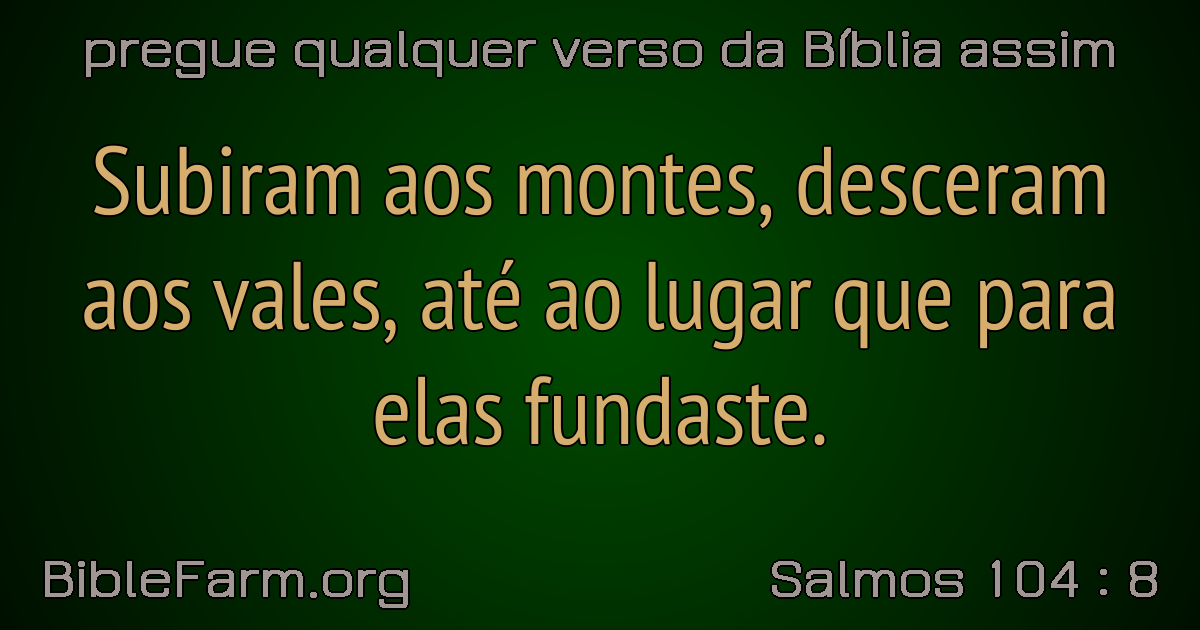 pregue qualquer verso da Bíblia assim
Subiram aos montes, desceram
aos vales, até ao lugar que para
elas fundaste.
BibleFarm.org
Salmos 104 : 8